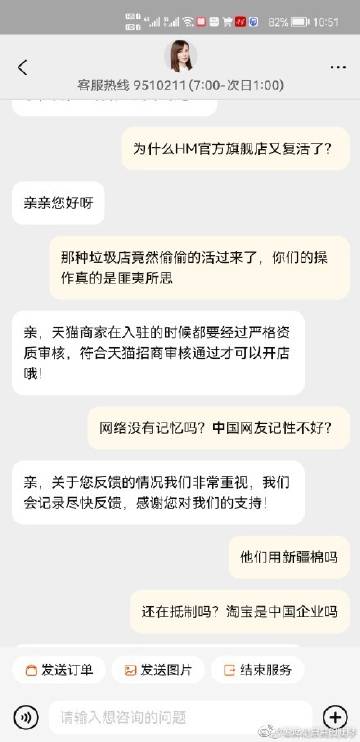 82% 10:51
客服热线 9510211(7:00-次日1:00)
为什么HM官方旗舰店又复活了？
亲亲您好呀
那种垃圾店竟然偷偷的活过来了，你们的操
作真的是匪夷所思
亲，天猫商家在入驻的时候都要经过严格资
质审核，符合天猫招商审核通过才可以开店
哦！
网络没有记忆吗？中国网友记性不好？
亲，关于您反馈的情况我们非常重视，我们
会记录尽快反馈，感谢您对我们的支持！
他们用新疆棉吗
还在抵制吗？淘宝是中国企业吗
发送订单
发送图片
结束服务
请输入想咨询的问题